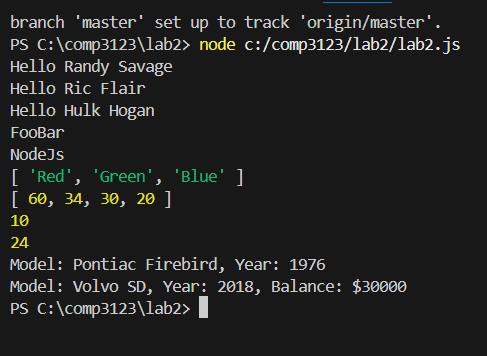 branch 'master' set up to track 'origin/master'.
PS C:\comp3123\lab2> node c:/comp3123/lab2/lab2.js
Hello Randy Savage
Hello Ric Flair
Hello Hulk Hogan
FooBar
NodeJs
[ 'Red', 'Green', 'Blue' ]
[ 60, 34, 30, 20 ]
10
24
Model: Pontiac Firebird, Year: 1976
Model: Volvo SD, Year: 2018, Balance: $30000
PS C:\comp3123\lab2>